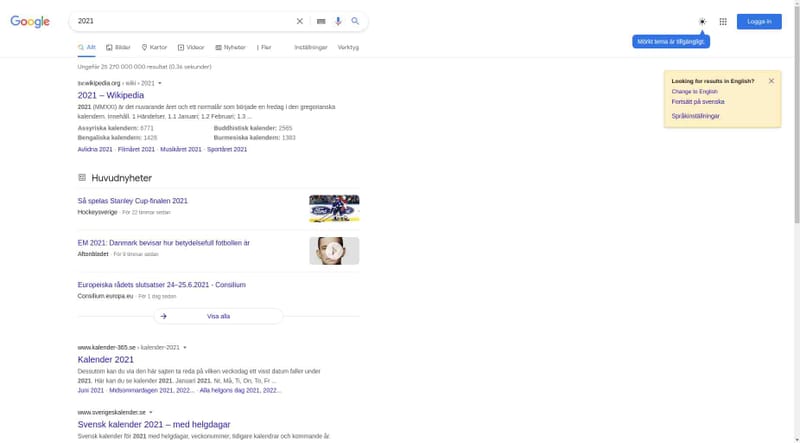 Google
2021
Logga in
Mörkt tema är tillgängligt.
Allt Bilder Kartor Videor Nyheter Fler Inställningar Verktyg
Ungefär 25 270 000 000 resultat (0,36 sekunder)
Looking for results in English?
Change to English
Fortsätt på svenska
Språkinställningar
sv.wikipedia.org › wiki › 2021
2021 – Wikipedia
2021 (MMXXI) är det nuvarande året och ett normalår som började en fredag i den gregorianska
kalendern. Innehåll. 1 Händelser. 1.1 Januari; 1.2 Februari; 1.3 ...
Assyriska kalendern: 6771 Buddhistisk kalender: 2565
Bengaliska kalendern: 1428 Burmesiska kalendern: 1383
Avlidna 2021 · Filmåret 2021 · Musikåret 2021 · Sportåret 2021
Huvudnyheter
Så spelas Stanley Cup-finalen 2021
Hockeysverige · För 22 timmar sedan
EM 2021: Danmark bevisar hur betydelsefull fotbollen är
Aftonbladet · För 9 timmar sedan
Europeiska rådets slutsatser 24–25.6.2021 - Consilium
Consilium.europa.eu · För 1 dag sedan
Visa alla
www.kalender-365.se › kalender-2021
Kalender 2021
Dessutom kan du via den här sajten ta reda på vilken veckodag ett visst datum faller under
2021. Här kan du se kalender 2021. Januari 2021. Nr, Må, Ti, On, To, Fr ...
Juni 2021 · Midsommardagen 2021, 2022... · Alla helgons dag 2021, 2022...
www.sverigeskalender.se
Svensk kalender 2021 – med helgdagar
Svensk kalender för 2021 med helgdagar, veckonummer, tidigare kalendrar och kommande år.